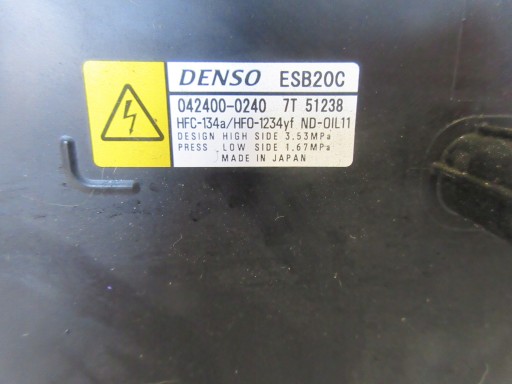 DENSO ESB20C
042400-0240 7T 51238
HFC-134a/HFO-1234yf ND-OIL11
DESIGN HIGH SIDE 3.53MPa
PRESS. LOW SIDE 1.67MPa
MADE IN JAPAN